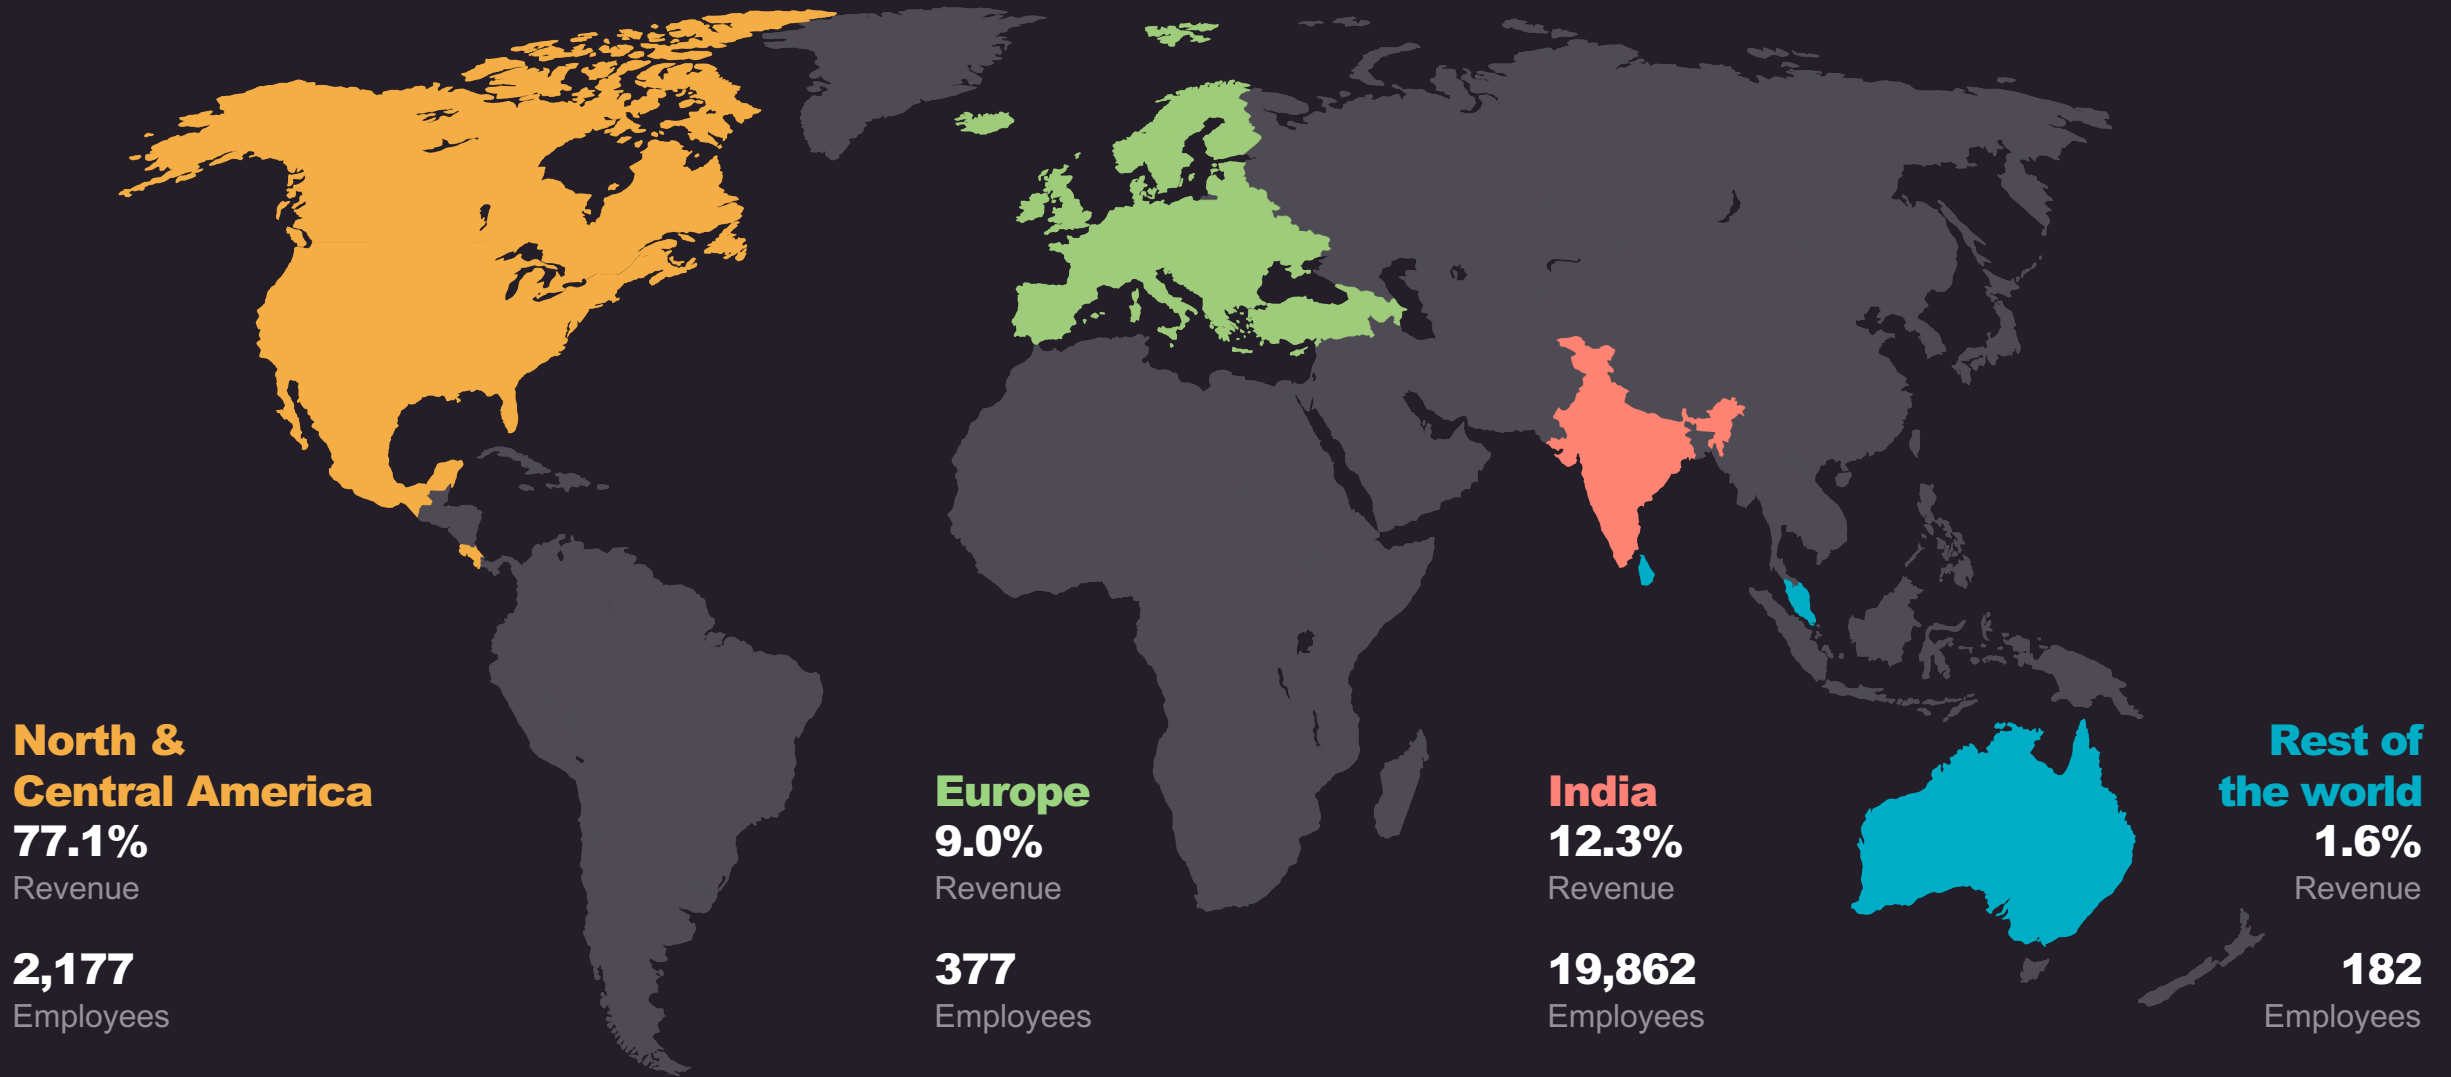 North &
Central America
77.1%
Revenue
2,177
Employees
Europe
9.0%
Revenue
377
Employees
India
12.3%
Revenue
19,862
Employees
Rest of
the world
1.6%
Revenue
182
Employees